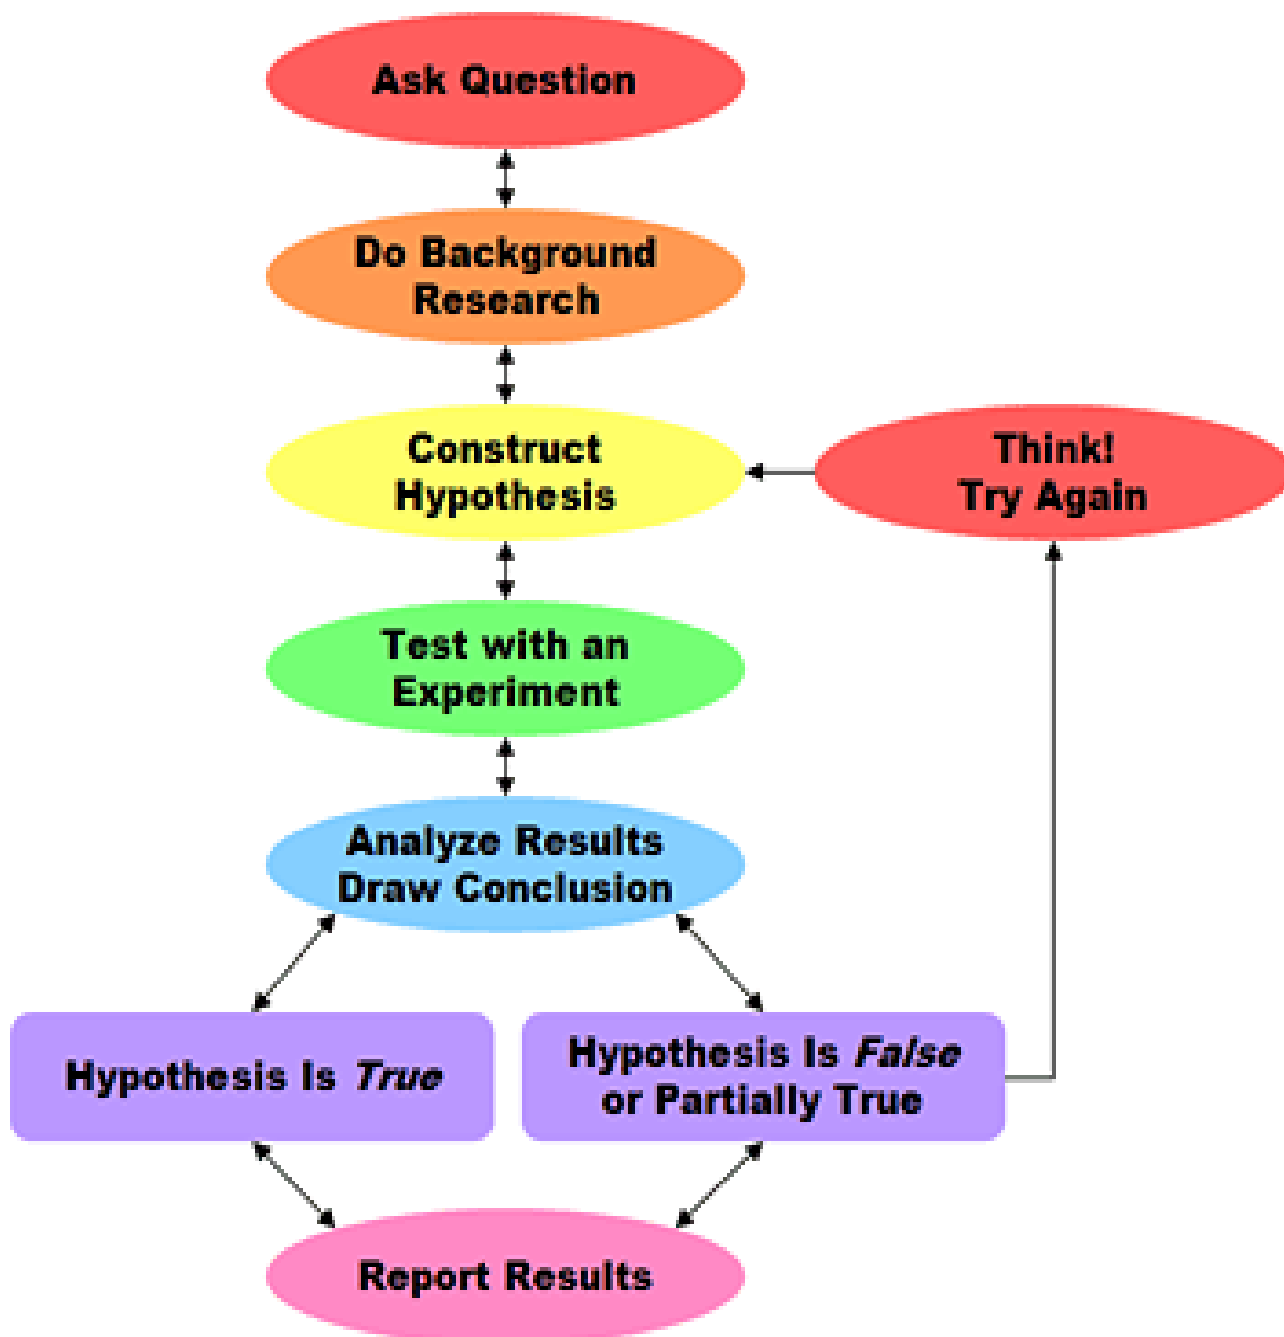 Ask Question
Do Background
Research
Construct
Hypothesis
Think!
Try Again
Test with an
Experiment
Analyze Results
Draw Conclusion
Hypothesis Is True
Hypothesis Is False
or Partially True
Report Results